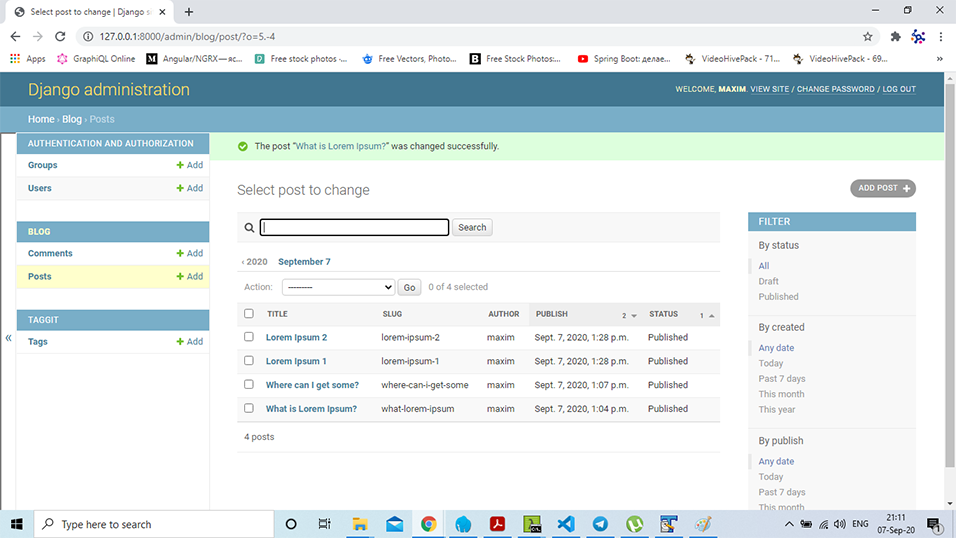 Select post to change | Django s
127.0.0.1:8000/admin/blog/post/?o=5.-4
Apps GraphiQL Online Angular/NGRX — яс... Free stock photos ·... Free Vectors, Photo... Free Stock Photos:... Spring Boot: делае... VideoHivePack - 71... VideoHivePack - 69...
Django administration
WELCOME, MAXIM. VIEW SITE / CHANGE PASSWORD / LOG OUT
Home › Blog › Posts
AUTHENTICATION AND AUTHORIZATION
Groups + Add
Users + Add
BLOG
Comments + Add
Posts + Add
TAGGIT
Tags + Add
«
The post “What is Lorem Ipsum?” was changed successfully.
Select post to change
ADD POST +
Search
‹ 2020 September 7
Action: --------- Go 0 of 4 selected
TITLE SLUG AUTHOR PUBLISH 2 STATUS 1
Lorem Ipsum 2 lorem-ipsum-2 maxim Sept. 7, 2020, 1:28 p.m. Published
Lorem Ipsum 1 lorem-ipsum-1 maxim Sept. 7, 2020, 1:28 p.m. Published
Where can I get some? where-can-i-get-some maxim Sept. 7, 2020, 1:07 p.m. Published
What is Lorem Ipsum? what-lorem-ipsum maxim Sept. 7, 2020, 1:04 p.m. Published
4 posts
FILTER
By status
All
Draft
Published
By created
Any date
Today
Past 7 days
This month
This year
By publish
Any date
Today
Past 7 days
This month
Type here to search
ENG
21:11
07-Sep-20
1